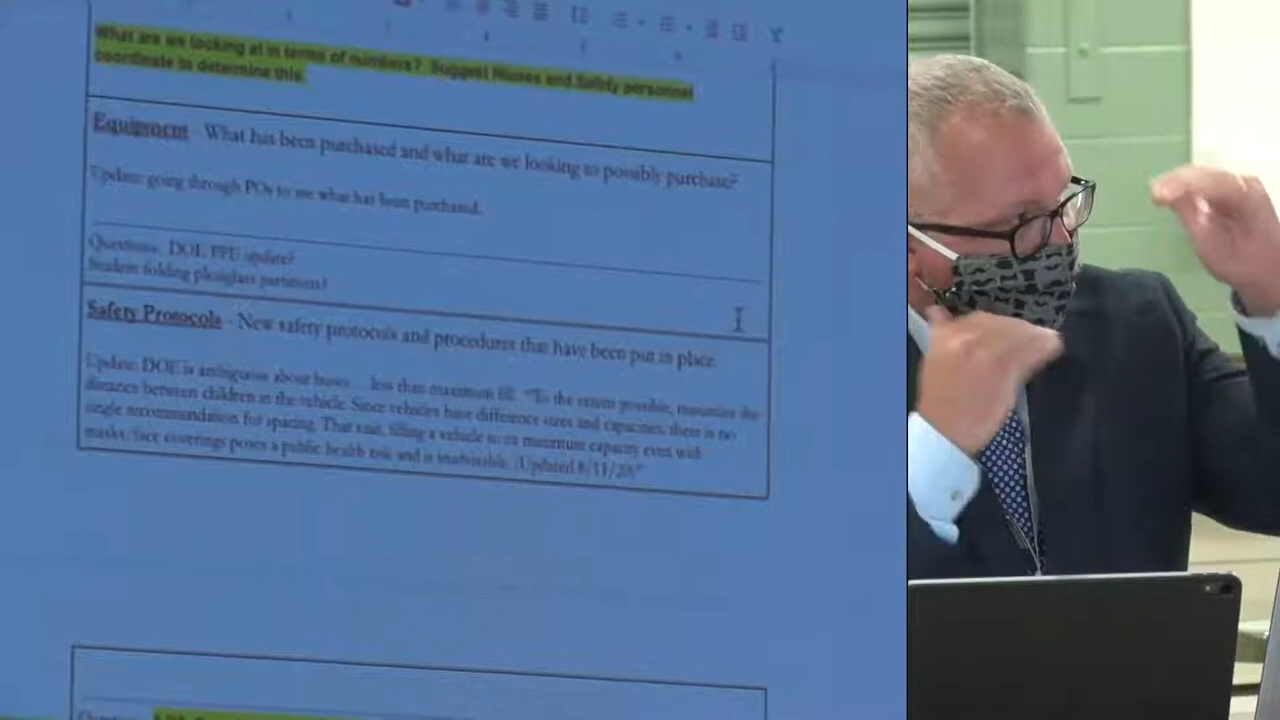 What are we looking at in terms of numbers? Suggest Nurses and Safety personnel
coordinate to determine this.
Equipment - What has been purchased and what are we looking to possibly purchase?
Update: going through POs to see what has been purchased.
Questions: DOE PPE update?
Student folding plexiglass partitions?
Safety Protocols - New safety protocols and procedures that have been put in place.
Update: DOE is ambiguous about buses... less than maximum fill. "To the extent possible, maximize the
distance between children in the vehicle. Since vehicles have difference sizes and capacities, there is no
single recommendation for spacing. That said, filling a vehicle to its maximum capacity even with
masks/face coverings poses a public health risk and is inadvisable. (Updated 8/11/20)"